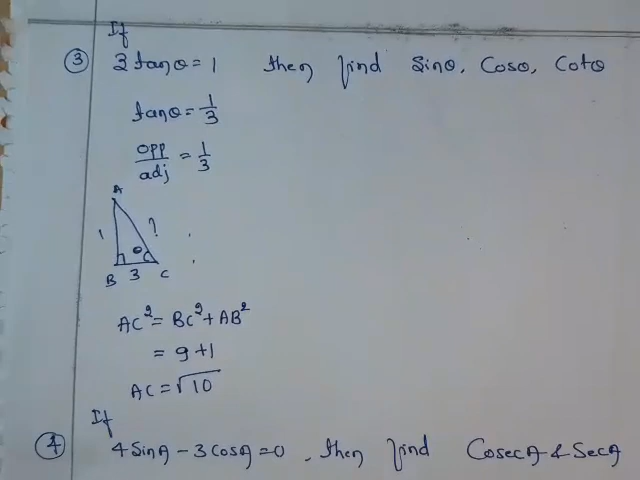 If
③ 3 tanθ = 1 then find Sinθ, Cosθ, Cotθ
tanθ = 1/3
opp/adj = 1/3
A
1 ?
θ
B 3 C
AC² = BC² + AB²
= 9 + 1
AC = √10
If
④ 4 SinA - 3 CosA = 0, then find CosecA & SecA